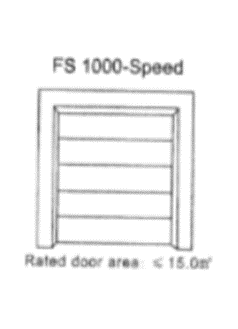 FS 1000-Speed
Rated door area: ≤ 15.0㎡